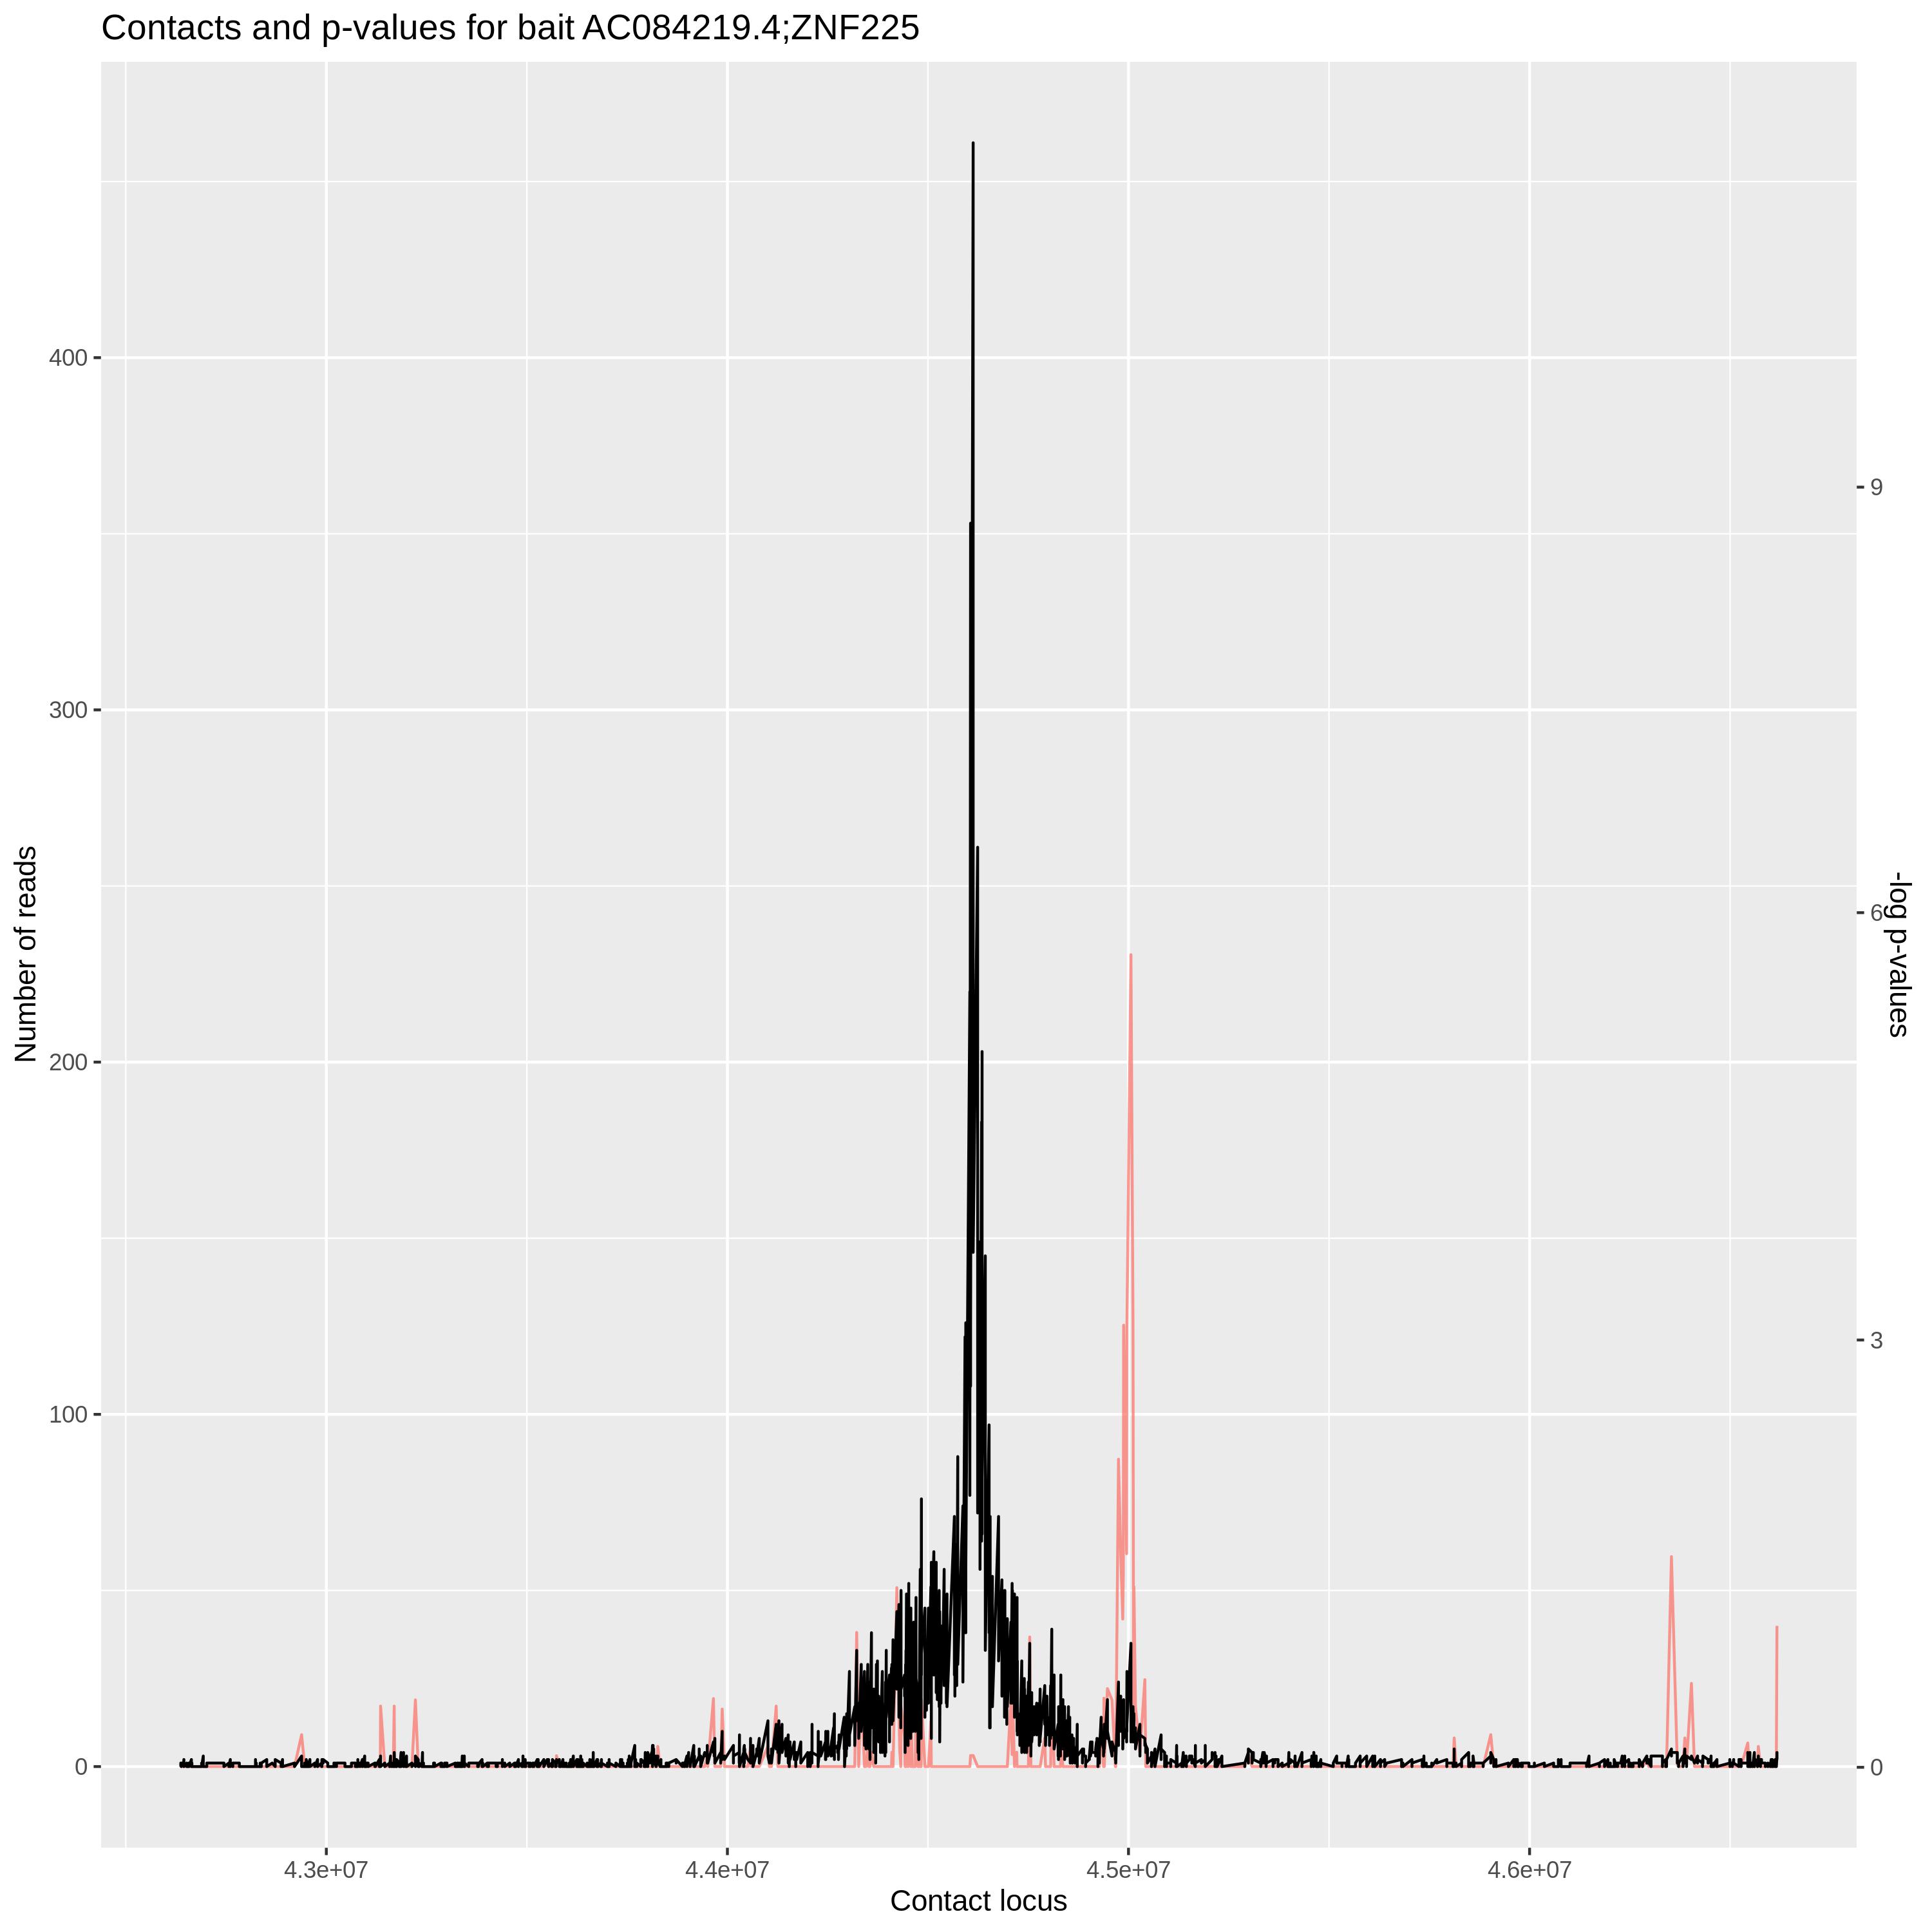 Contacts and p-values for bait AC084219.4;ZNF225
Number of reads
400
300
200
100
0
9
6
3
0
-log p-values
4.3e+07 4.4e+07 4.5e+07 4.6e+07
Contact locus